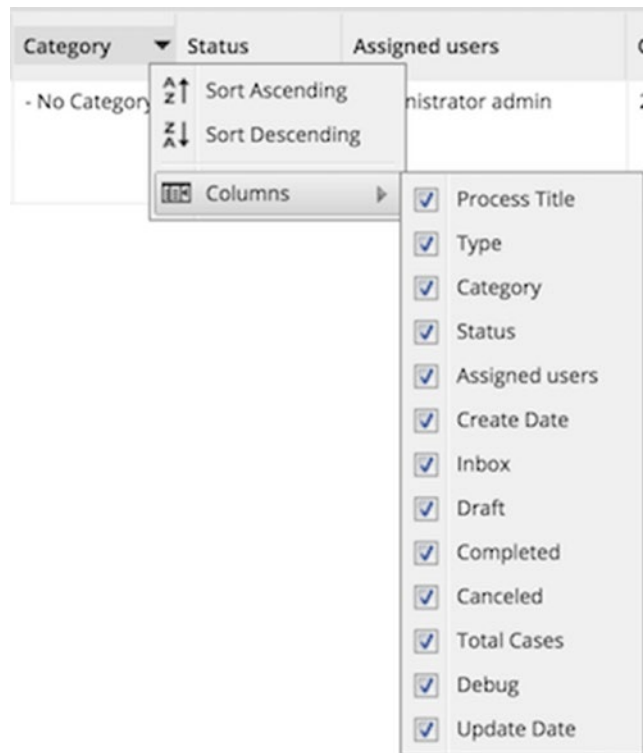 Category Status Assigned users
- No Category nistrator admin
Sort Ascending
Sort Descending
Columns
Process Title
Type
Category
Status
Assigned users
Create Date
Inbox
Draft
Completed
Canceled
Total Cases
Debug
Update Date